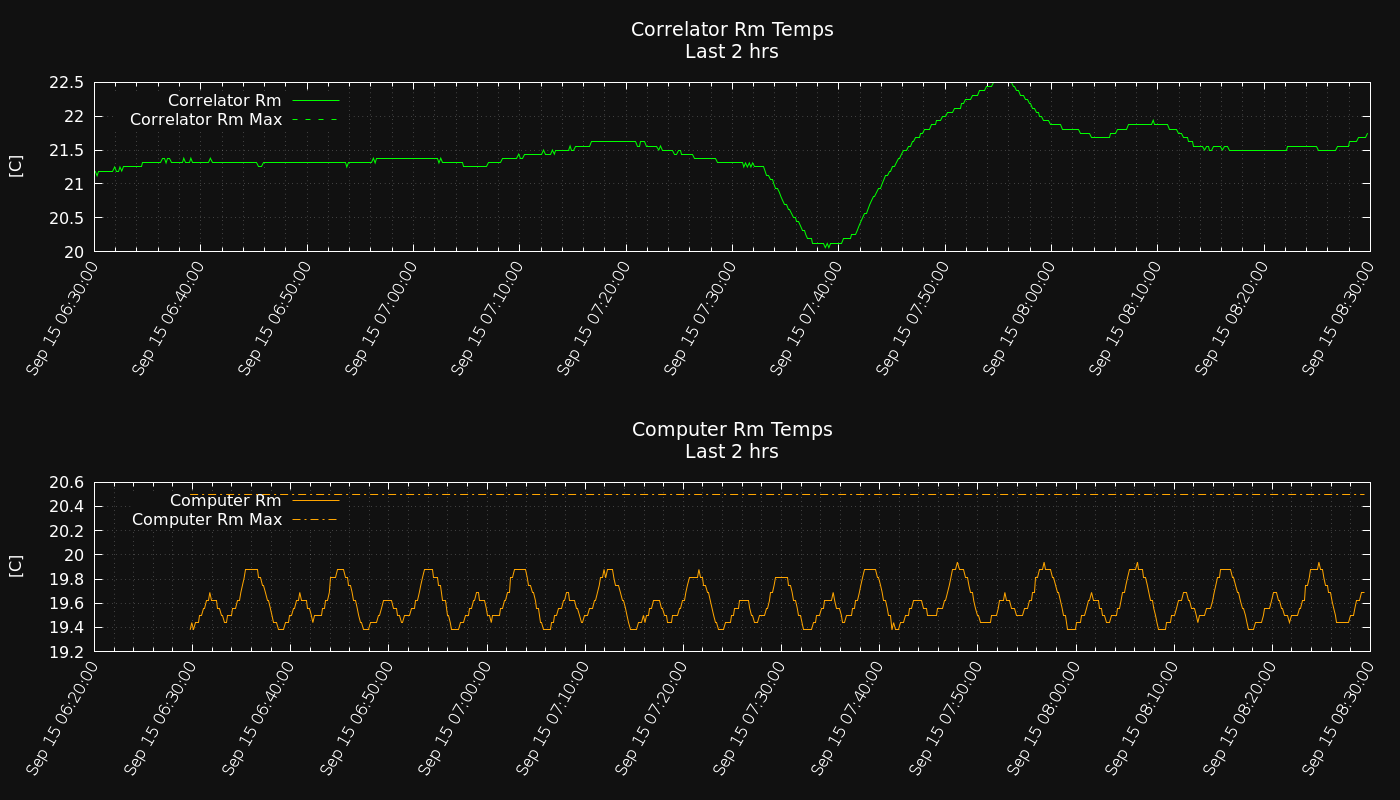 Correlator Rm Temps
Last 2 hrs
22.5
22
21.5
21
20.5
20
[C]
Correlator Rm
Correlator Rm Max
Sep 15 06:30:00
Sep 15 06:40:00
Sep 15 06:50:00
Sep 15 07:00:00
Sep 15 07:10:00
Sep 15 07:20:00
Sep 15 07:30:00
Sep 15 07:40:00
Sep 15 07:50:00
Sep 15 08:00:00
Sep 15 08:10:00
Sep 15 08:20:00
Sep 15 08:30:00
Computer Rm Temps
Last 2 hrs
20.6
20.4
20.2
20
19.8
19.6
19.4
19.2
[C]
Computer Rm
Computer Rm Max
Sep 15 06:20:00
Sep 15 06:30:00
Sep 15 06:40:00
Sep 15 06:50:00
Sep 15 07:00:00
Sep 15 07:10:00
Sep 15 07:20:00
Sep 15 07:30:00
Sep 15 07:40:00
Sep 15 07:50:00
Sep 15 08:00:00
Sep 15 08:10:00
Sep 15 08:20:00
Sep 15 08:30:00